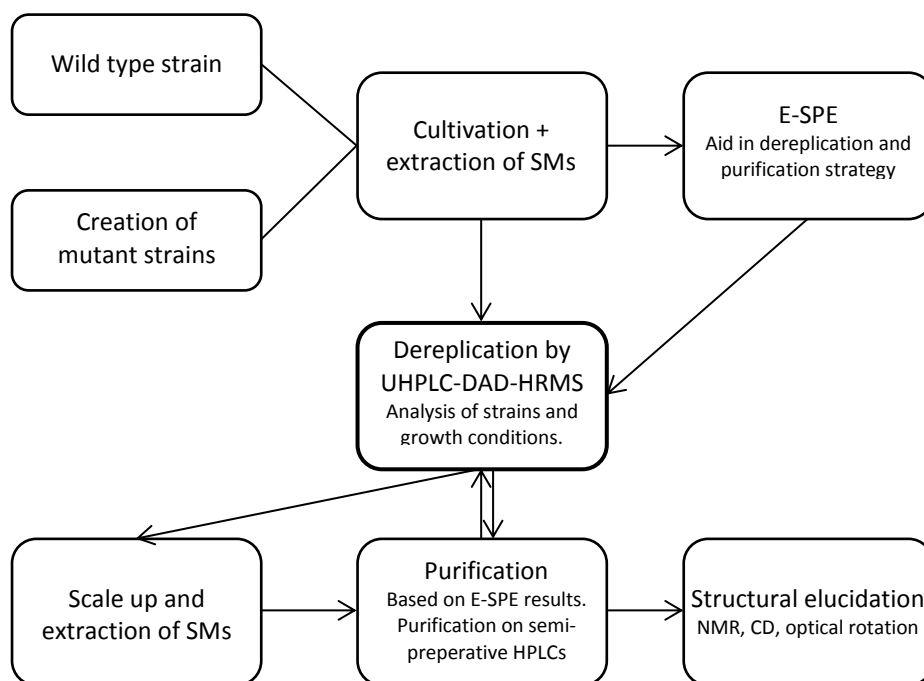 Wild type strain
Creation of
mutant strains
Cultivation +
extraction of SMs
E-SPE
Aid in dereplication and
purification strategy
Dereplication by
UHPLC-DAD-HRMS
Analysis of strains and
growth conditions.
Scale up and
extraction of SMs
Purification
Based on E-SPE results.
Purification on semi-
preperative HPLCs
Structural elucidation
NMR, CD, optical rotation